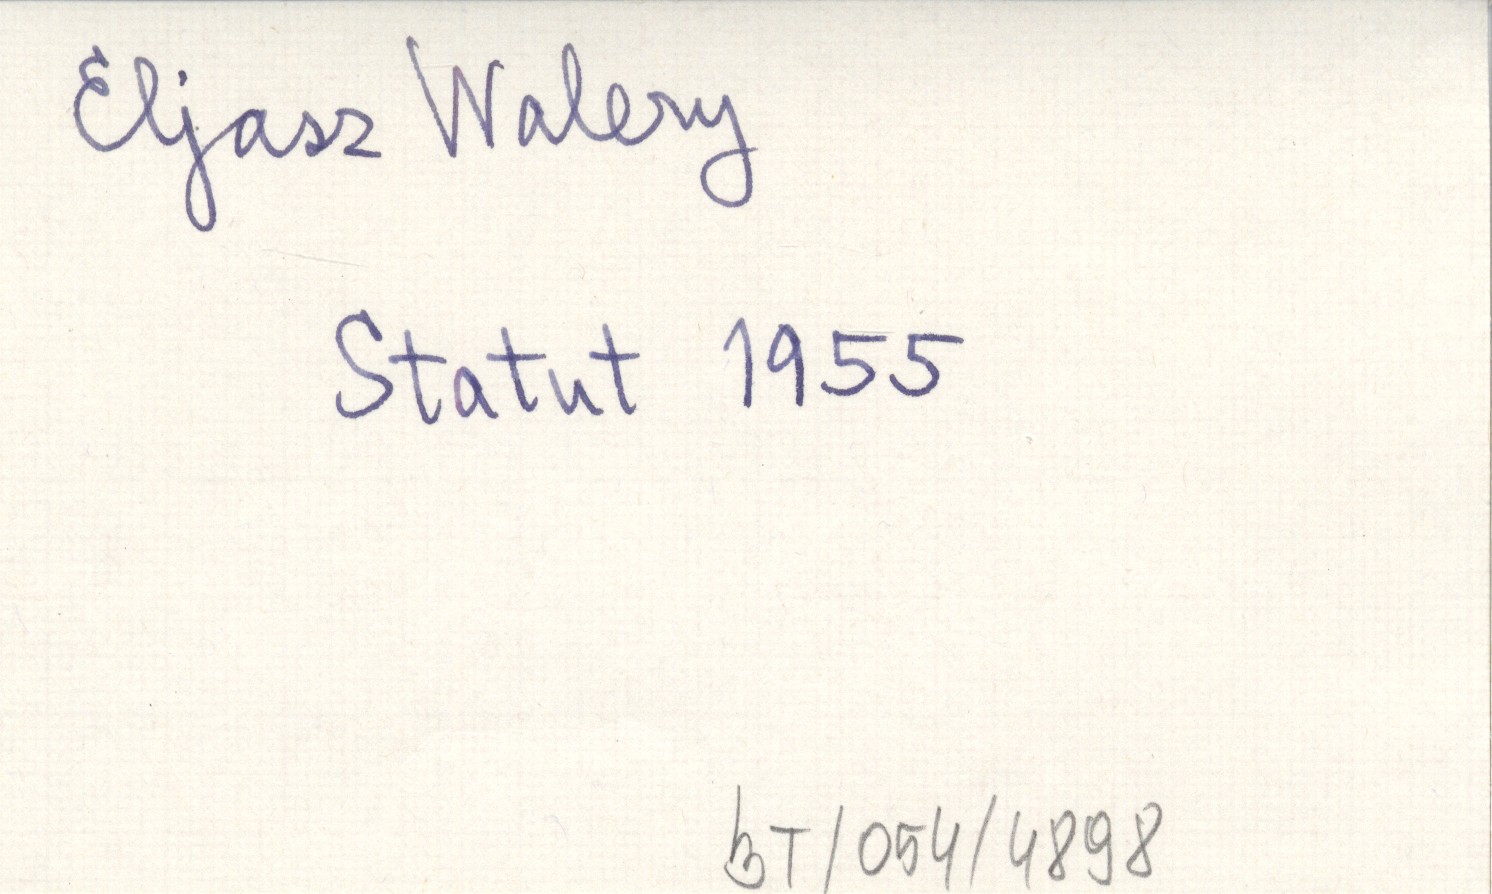 Eljasz Walery
Statut 1955
bT/054/4898